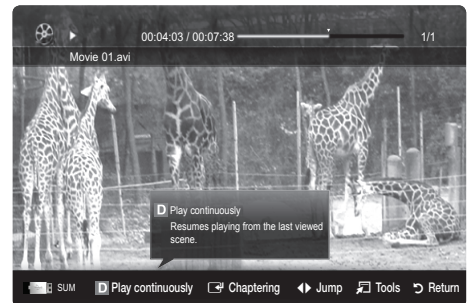 00:04:03 / 00:07:38 1/1
Movie 01.avi
D Play continuously
Resumes playing from the last viewed
scene.
SUM D Play continuously Chaptering Jump Tools Return